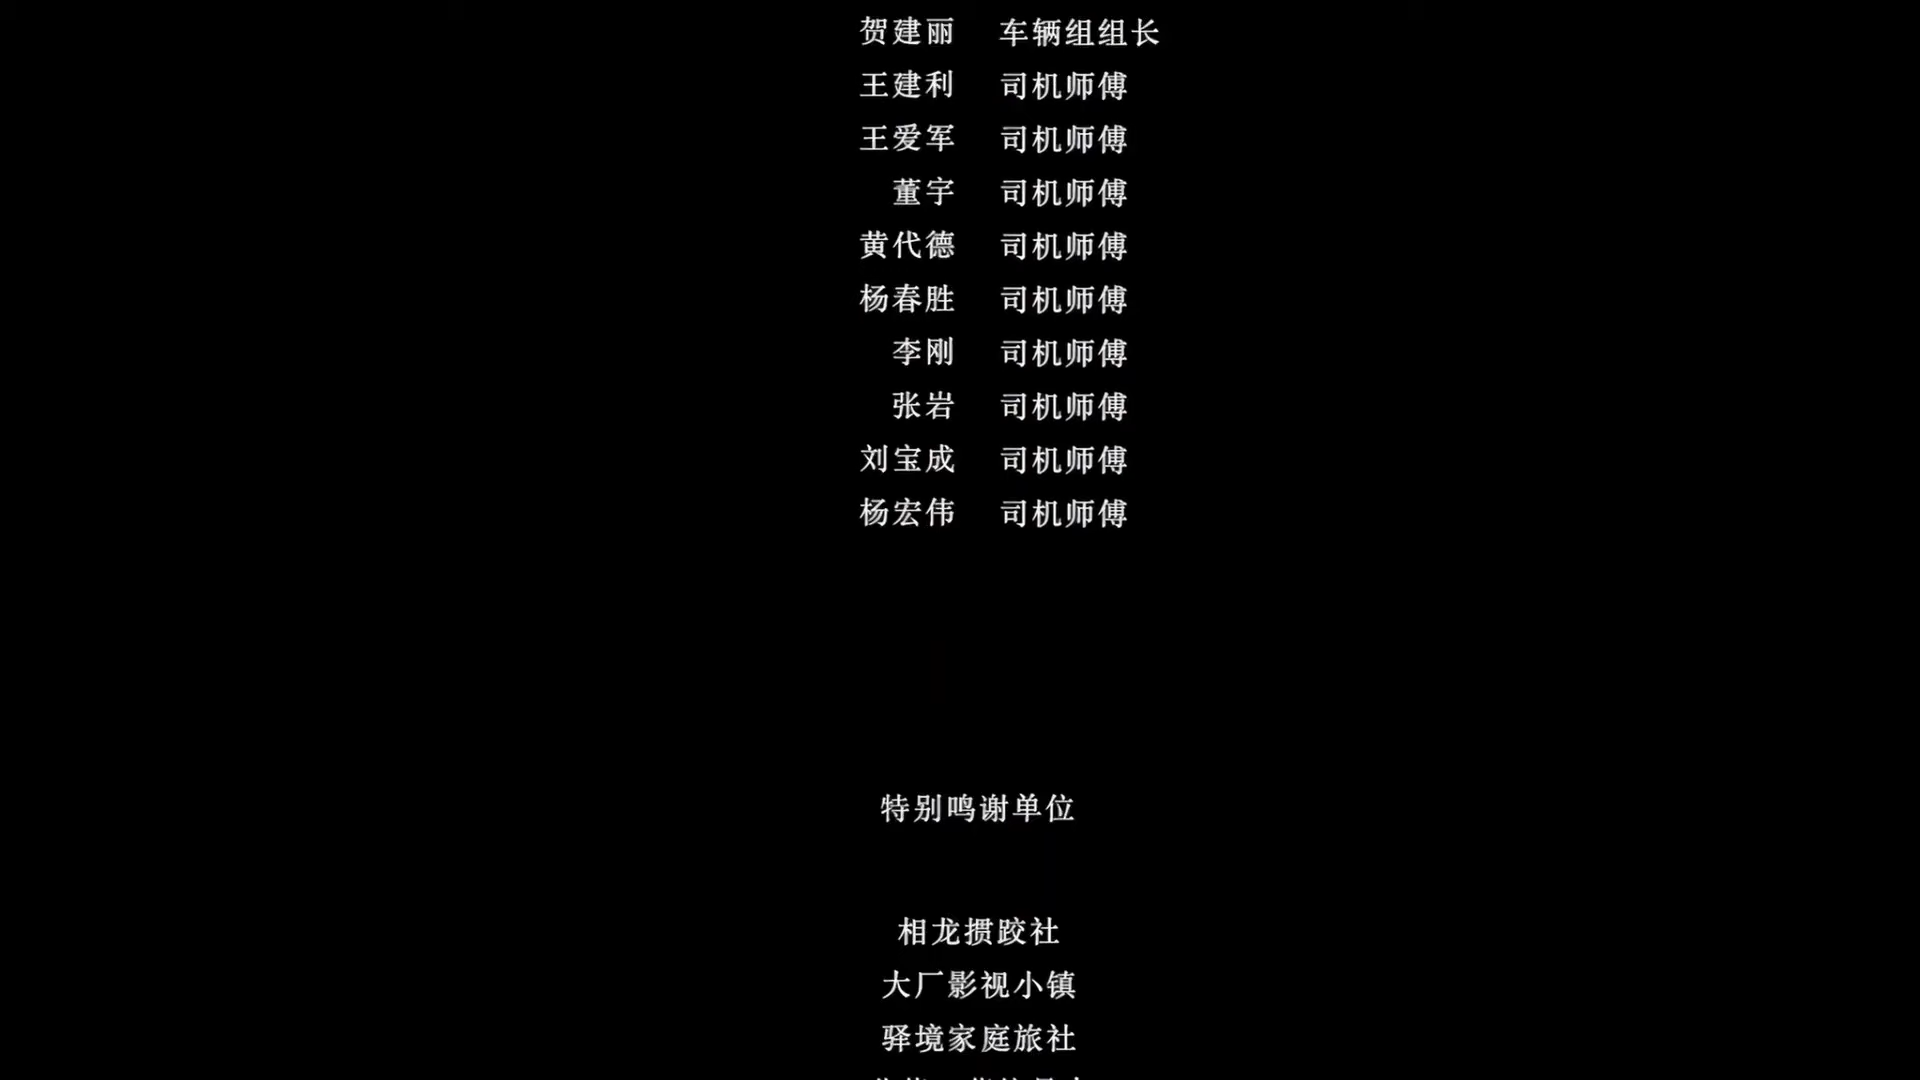 贺建丽 车辆组组长
王建利 司机师傅
王爱军 司机师傅
董宇 司机师傅
黄代德 司机师傅
杨春胜 司机师傅
李刚 司机师傅
张岩 司机师傅
刘宝成 司机师傅
杨宏伟 司机师傅
特别鸣谢单位
相龙掼跤社
大厂影视小镇
驿境家庭旅社